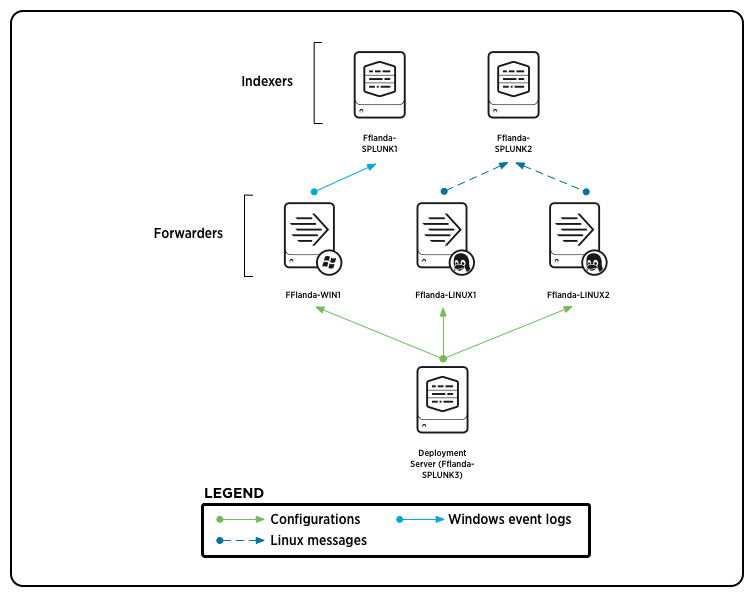 Indexers
Fflanda-
SPLUNK1
Fflanda-
SPLUNK2
Forwarders
FFlanda-WIN1
Fflanda-LINUX1
Fflanda-LINUX2
Deployment
Server (Fflanda-
SPLUNK3)
LEGEND
Configurations
Windows event logs
Linux messages